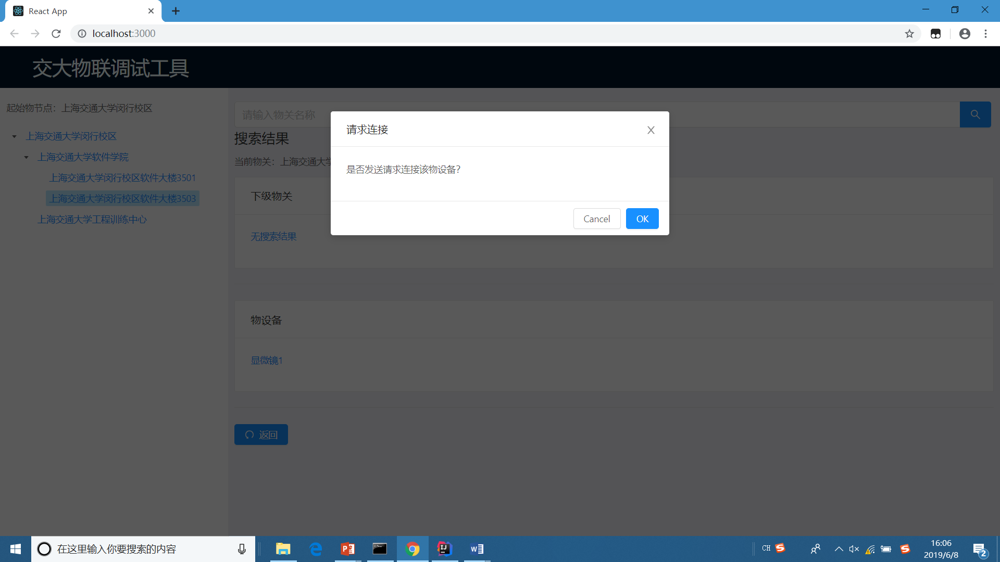 React App
localhost:3000
交大物联调试工具
起始物节点：上海交通大学闵行校区
上海交通大学闵行校区
上海交通大学软件学院
上海交通大学闵行校区软件大楼3501
上海交通大学闵行校区软件大楼3503
上海交通大学工程训练中心
请输入物关名称
搜索结果
当前物关：上海交通大学
请求连接
是否发送请求连接该物设备?
Cancel
OK
下级物关
无搜索结果
物设备
显微镜1
返回
在这里输入你要搜索的内容
CH
16:06
2019/6/8
2